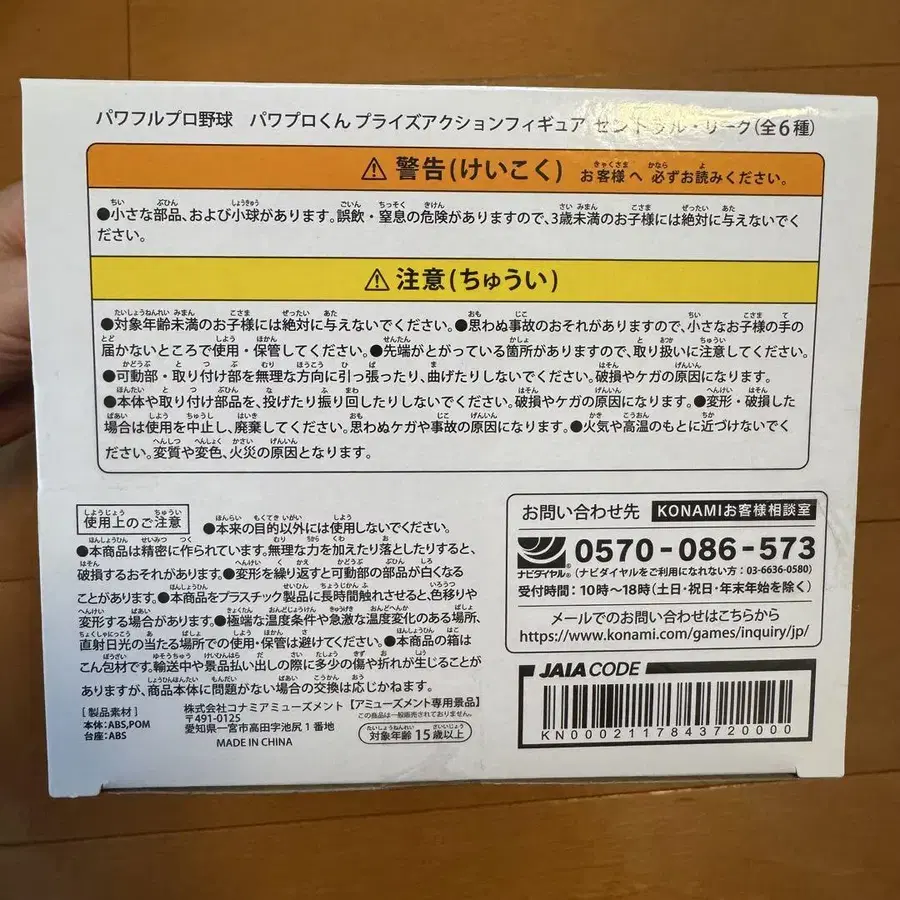 パワフルプロ野球 パワプロくん プライズアクションフィギュア セントラル・リーグ(全6種)
⚠ 警告(けいこく) お客様へ 必ずお読みください。
●小さな部品、および小球があります。誤飲・窒息の危険がありますので、3歳未満のお子様には絶対に与えないでく
ださい。
⚠ 注意(ちゅうい)
●対象年齢未満のお子様には絶対に与えないでください。●思わぬ事故のおそれがありますので、小さなお子様の手の
届かないところで使用・保管してください。●先端がとがっている箇所がありますので、取り扱いに注意してください。
●可動部・取り付け部を無理な方向に引っ張ったり、曲げたりしないでください。破損やケガの原因になります。
●本体や取り付け部品を、投げたり振り回したりしないでください。破損やケガの原因になります。●変形・破損した
場合は使用を中止し、廃棄してください。思わぬケガや事故の原因になります。●火気や高温のもとに近づけないでく
ださい。変質や変色、火災の原因となります。
使用上のご注意 ●本来の目的以外には使用しないでください。
●本商品は精密に作られています。無理な力を加えたり落としたりすると、
破損するおそれがあります。●変形を繰り返すと可動部の部品が白くなる
ことがあります。●本商品をプラスチック製品に長時間接触させると、色移りや
変形する場合があります。●極端な温度条件や急激な温度変化のある場所、
直射日光の当たる場所での使用・保管は避けてください。●本商品の箱は
こん包材です。輸送中や景品払い出しの際に多少の傷や折れが生じることが
ありますが、商品本体に問題がない場合の交換は応じかねます。
[製品素材]
本体:ABS,POM
台座:ABS
株式会社コナミアミューズメント
〒491-0125
愛知県一宮市高田字池尻1番地
MADE IN CHINA
【アミューズメント専用景品】
この商品は一般販売されておりません。
対象年齢 15歳以上
お問い合わせ先 KONAMIお客様相談室
ナビダイヤル® 0570-086-573
(ナビダイヤルをご利用になれない方: 03-6636-0580)
受付時間：10時〜18時(土日・祝日・年末年始を除く)
メールでのお問い合わせはこちらから
https://www.konami.com/games/inquiry/jp/
JAIA CODE
KN0002117843720000